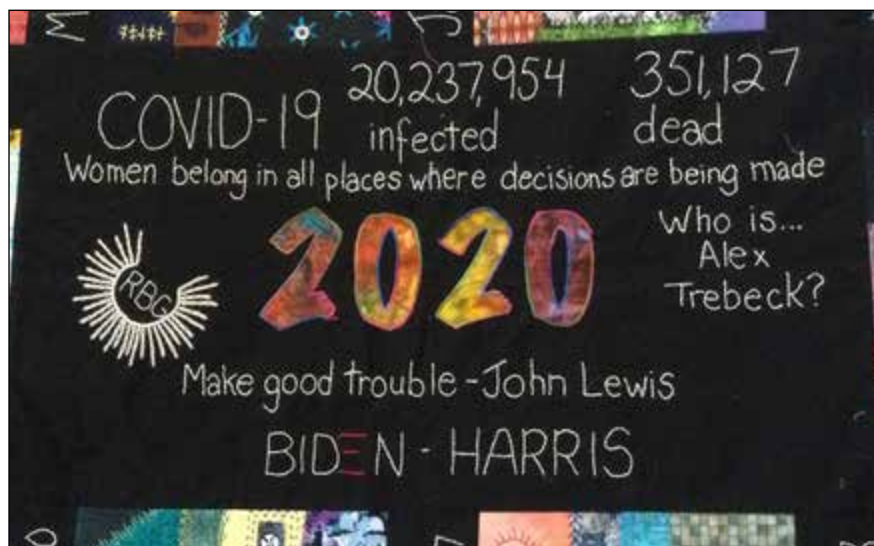 COVID-19 20,237,954 351,127
infected dead
Women belong in all places where decisions are being made
2020
RBG
Who is...
Alex
Trebeck?
Make good trouble - John Lewis
BIDEN - HARRIS